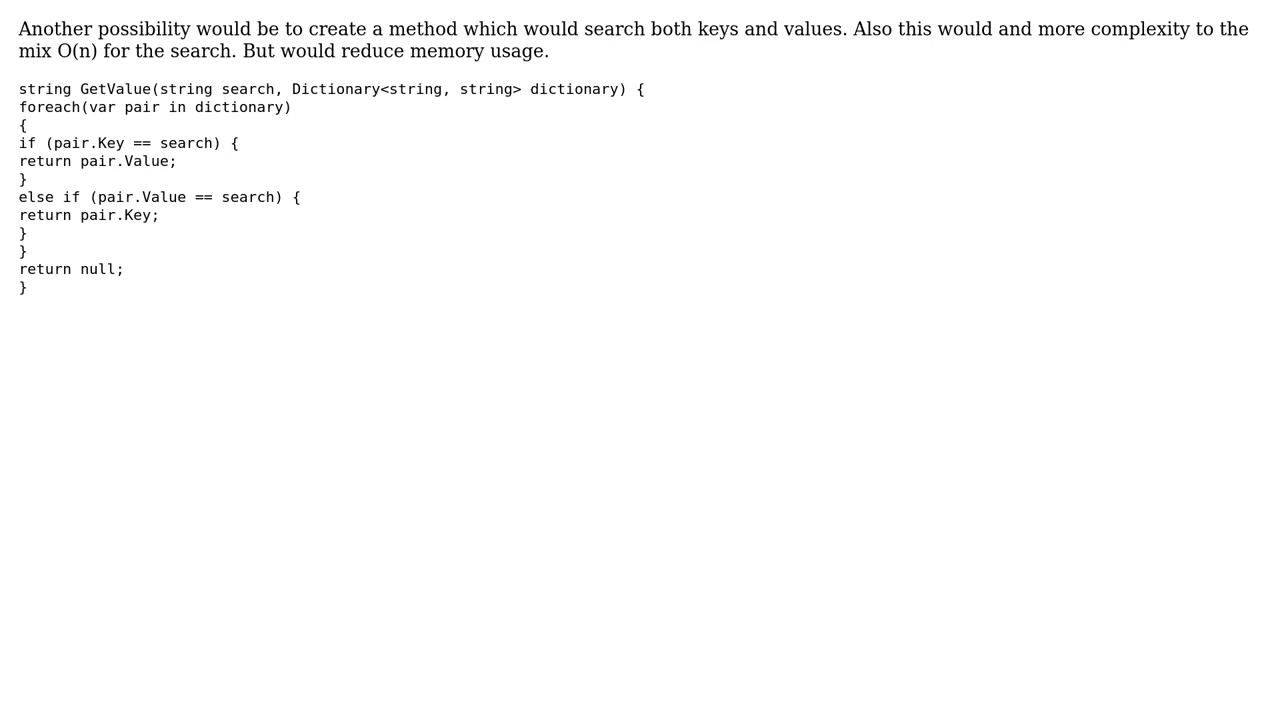 Another possibility would be to create a method which would search both keys and values. Also this would and more complexity to the
mix O(n) for the search. But would reduce memory usage.
string GetValue(string search, Dictionary<string, string> dictionary) {
foreach(var pair in dictionary)
{
if (pair.Key == search) {
return pair.Value;
}
else if (pair.Value == search) {
return pair.Key;
}
}
return null;
}